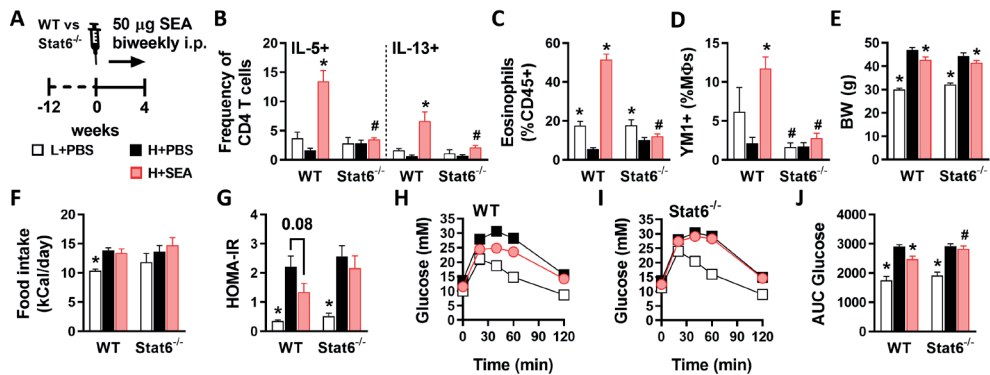 A
WT vs
Stat6-/-
50 µg SEA
biweekly i.p.
-12
0
4
weeks
L+PBS
H+PBS
H+SEA
B
Frequency of
CD4 T cells
20
15
10
5
0
IL-5+
IL-13+
*
#
*
#
WT
Stat6-/-
WT
Stat6-/-
C
Eosinophils
(%CD45+)
60
40
20
0
*
*
*
#
WT
Stat6-/-
D
YM1+ (%MΦs)
20
15
10
5
0
*
#
#
WT
Stat6-/-
E
BW (g)
50
40
30
20
10
0
*
*
*
*
WT
Stat6-/-
F
Food intake
(kCal/day)
20
15
10
5
0
*
WT
Stat6-/-
G
HOMA-IR
4
3
2
1
0
0.08
*
*
WT
Stat6-/-
H
WT
Glucose (mM)
35
30
25
20
15
10
5
0
0
30
60
90
120
Time (min)
I
Stat6-/-
Glucose (mM)
35
30
25
20
15
10
5
0
0
30
60
90
120
Time (min)
J
AUC Glucose
4000
3000
2000
1000
0
*
*
*
#
WT
Stat6-/-